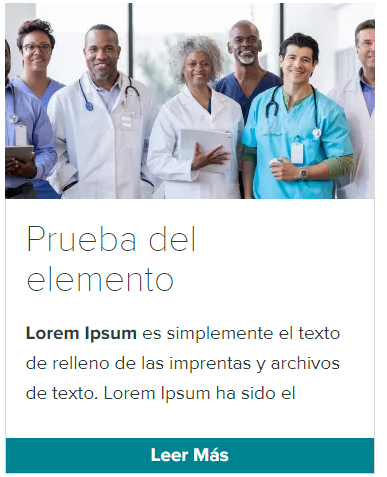 Prueba del
elemento
Lorem Ipsum es simplemente el texto
de relleno de las imprentas y archivos
de texto. Lorem Ipsum ha sido el
Leer Más